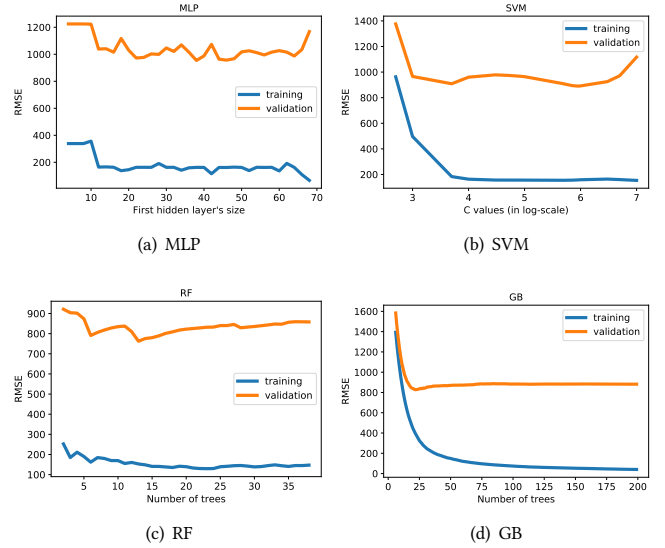 MLP
RMSE
1200
1000
800
600
400
200
10 20 30 40 50 60 70
First hidden layer's size
training
validation
(a) MLP
SVM
RMSE
1400
1200
1000
800
600
400
200
3 4 5 6 7
C values (in log-scale)
training
validation
(b) SVM
RF
RMSE
900
800
700
600
500
400
300
200
100
5 10 15 20 25 30 35
Number of trees
training
validation
(c) RF
GB
RMSE
1600
1400
1200
1000
800
600
400
200
0
0 25 50 75 100 125 150 175 200
Number of trees
training
validation
(d) GB